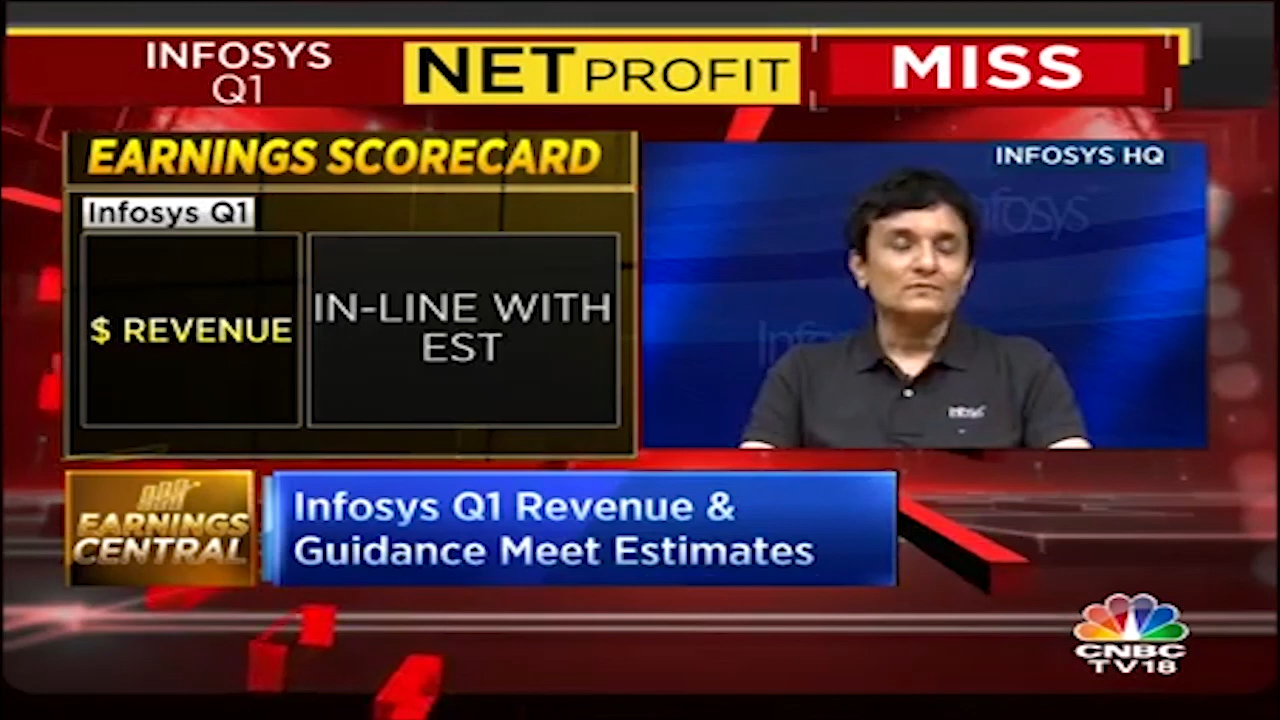 INFOSYS
Q1
NET PROFIT
MISS
EARNINGS SCORECARD
INFOSYS HQ
Infosys Q1
Infosys
$ REVENUE
IN-LINE WITH
EST
Infosys
EARNINGS
CENTRAL
Infosys Q1 Revenue &
Guidance Meet Estimates
CNBC
TV18